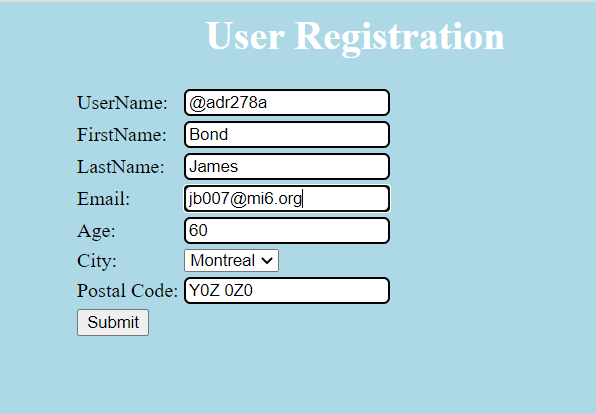 User Registration
UserName: @adr278a
FirstName: Bond
LastName: James
Email: jb007@mi6.org
Age: 60
City: Montreal
Postal Code: Y0Z 0Z0
Submit